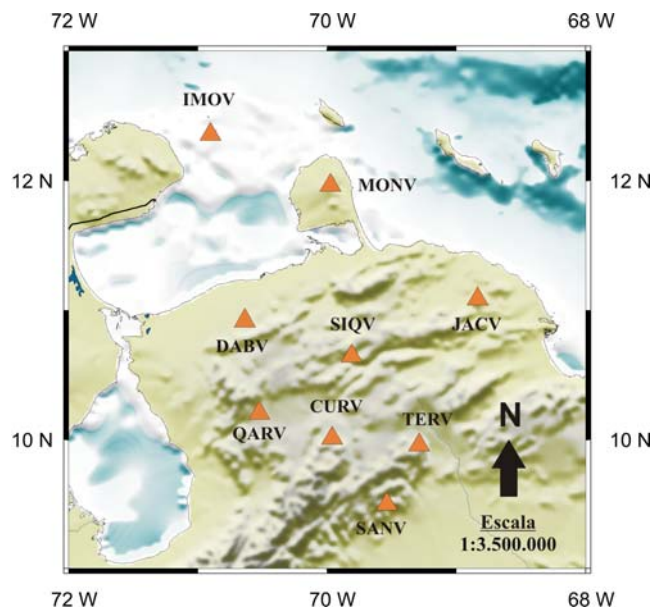 72 W 70 W 68 W
IMOV
12 N MONV 12 N
SIQV JACV
DABV
CURV TERV N
QARV
10 N 10 N
SANV Escala
1:3.500.000
72 W 70 W 68 W